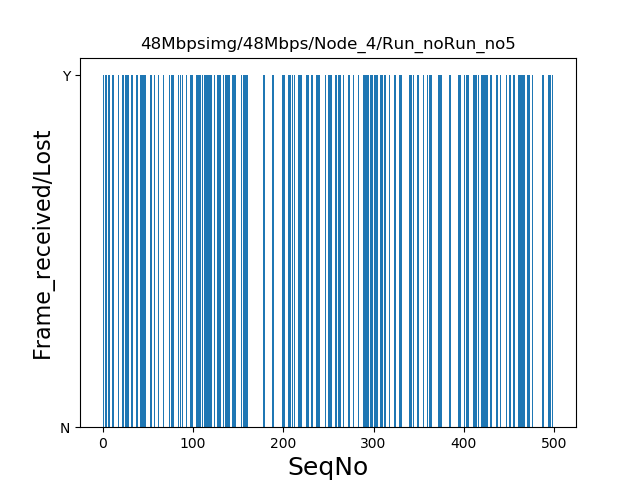 48Mbpsimg/48Mbps/Node_4/Run_noRun_no5
Y
Frame_received/Lost
N
0 100 200 300 400 500
SeqNo